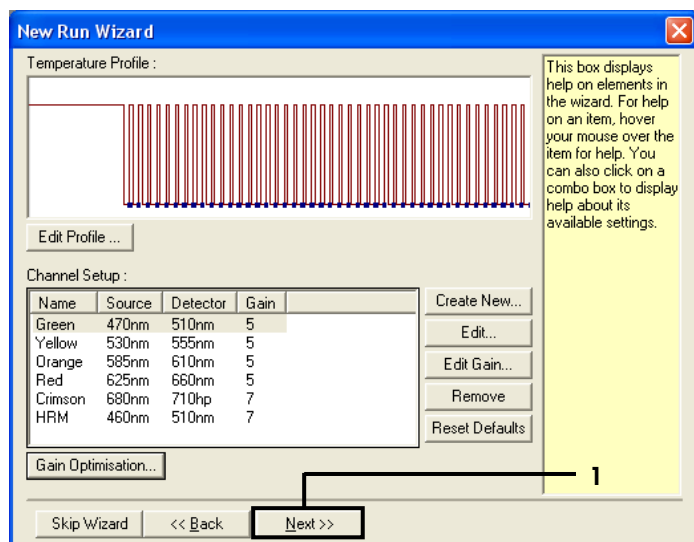 New Run Wizard
Temperature Profile :
This box displays
help on elements in
the wizard. For help
on an item, hover
your mouse over the
item for help. You
can also click on a
combo box to display
help about its
available settings.
Edit Profile ...
Channel Setup :
Name Source Detector Gain
Green 470nm 510nm 5
Yellow 530nm 555nm 5
Orange 585nm 610nm 5
Red 625nm 660nm 5
Crimson 680nm 710hp 7
HRM 460nm 510nm 7
Create New...
Edit...
Edit Gain...
Remove
Reset Defaults
Gain Optimisation...
1
Skip Wizard << Back Next >>